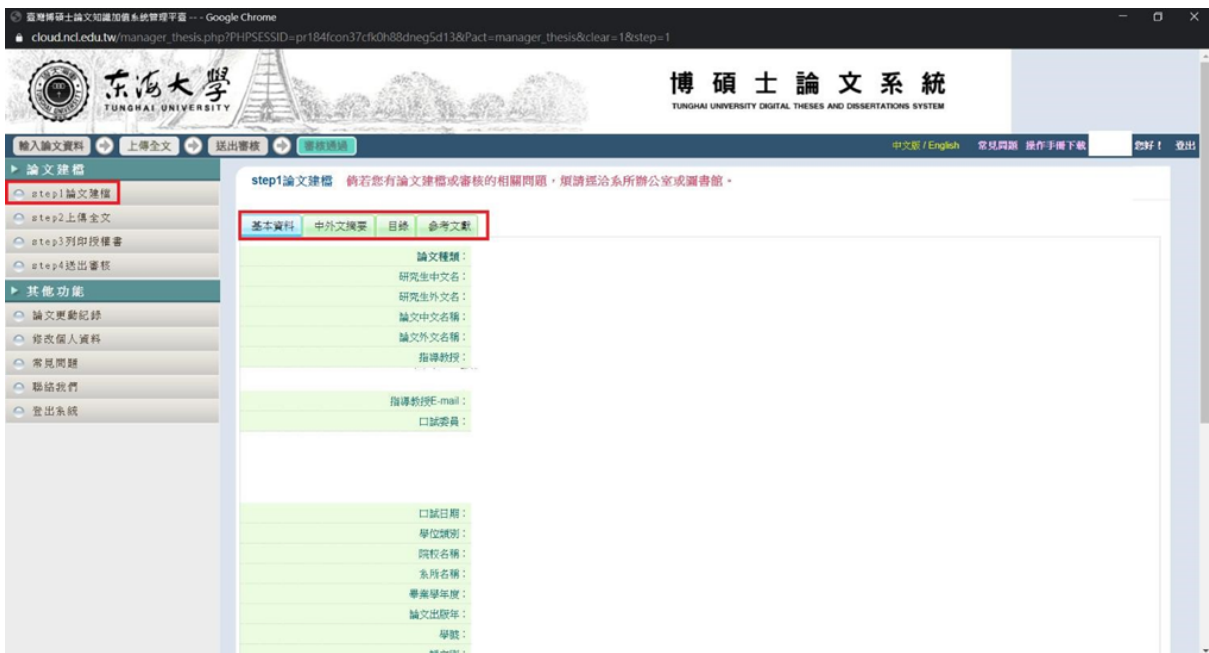 臺灣博碩士論文知識加值系統管理平臺 -- - Google Chrome
cloud.ncl.edu.tw/manager_thesis.php?PHPSESSID=pr184fcon37cfk0h88dneg5d13&Pact=manager_thesis&clear=1&step=1
東海大學
TUNGHAI UNIVERSITY
博碩士論文系統
TUNGHAI UNIVERSITY DIGITAL THESES AND DISSERTATIONS SYSTEM
輸入論文資料 上傳全文 送出審核 審核通過
中文版 / English 常見問題 操作手冊下載 您好! 登出
論文建檔
step1論文建檔
step2上傳全文
step3列印授權書
step4送出審核
其他功能
論文更動紀錄
修改個人資料
常見問題
聯絡我們
登出系統
step1論文建檔 倘若您有論文建檔或審核的相關問題,煩請逕洽系所辦公室或圖書館。
基本資料 中外文摘要 目錄 參考文獻
論文種類:
研究生中文名:
研究生外文名:
論文中文名稱:
論文外文名稱:
指導教授:
指導教授E-mail:
口試委員:
口試日期:
學位類別:
院校名稱:
系所名稱:
畢業學年度:
論文出版年:
學號: